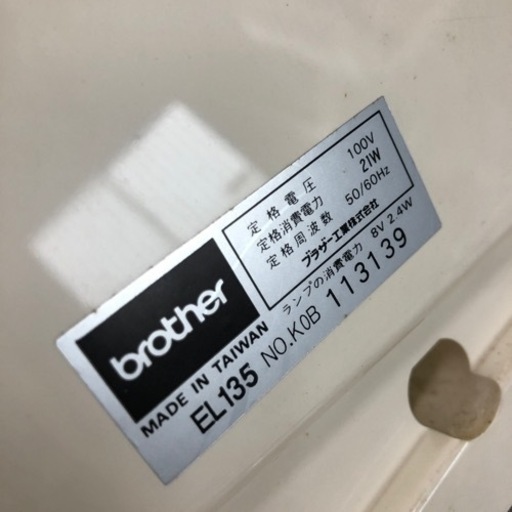 brother
定格電圧 100V
定格消費電力 21W
定格周波数 50/60Hz
ブラザー工業株式会社
ランプの消費電力 8V 2.4W
MADE IN TAIWAN
EL135 NO.K0B 113139